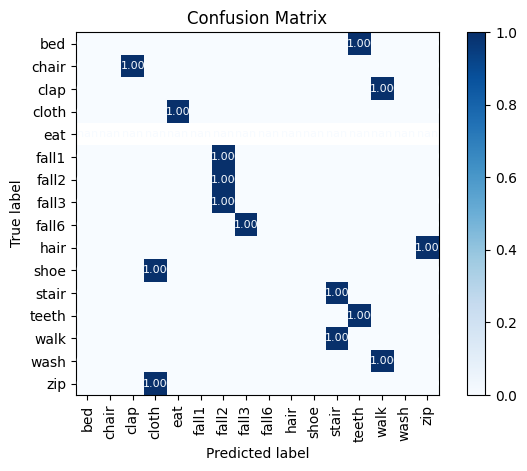 Confusion Matrix
True label
bed
1.00
chair
1.00
clap
1.00
cloth
1.00
eat
fall1
1.00
fall2
1.00
fall3
1.00
fall6
1.00
hair
1.00
shoe
1.00
stair
1.00
teeth
1.00
walk
1.00
wash
1.00
zip
1.00
bed
chair
clap
cloth
eat
fall1
fall2
fall3
fall6
hair
shoe
stair
teeth
walk
wash
zip
Predicted label
1.0
0.8
0.6
0.4
0.2
0.0